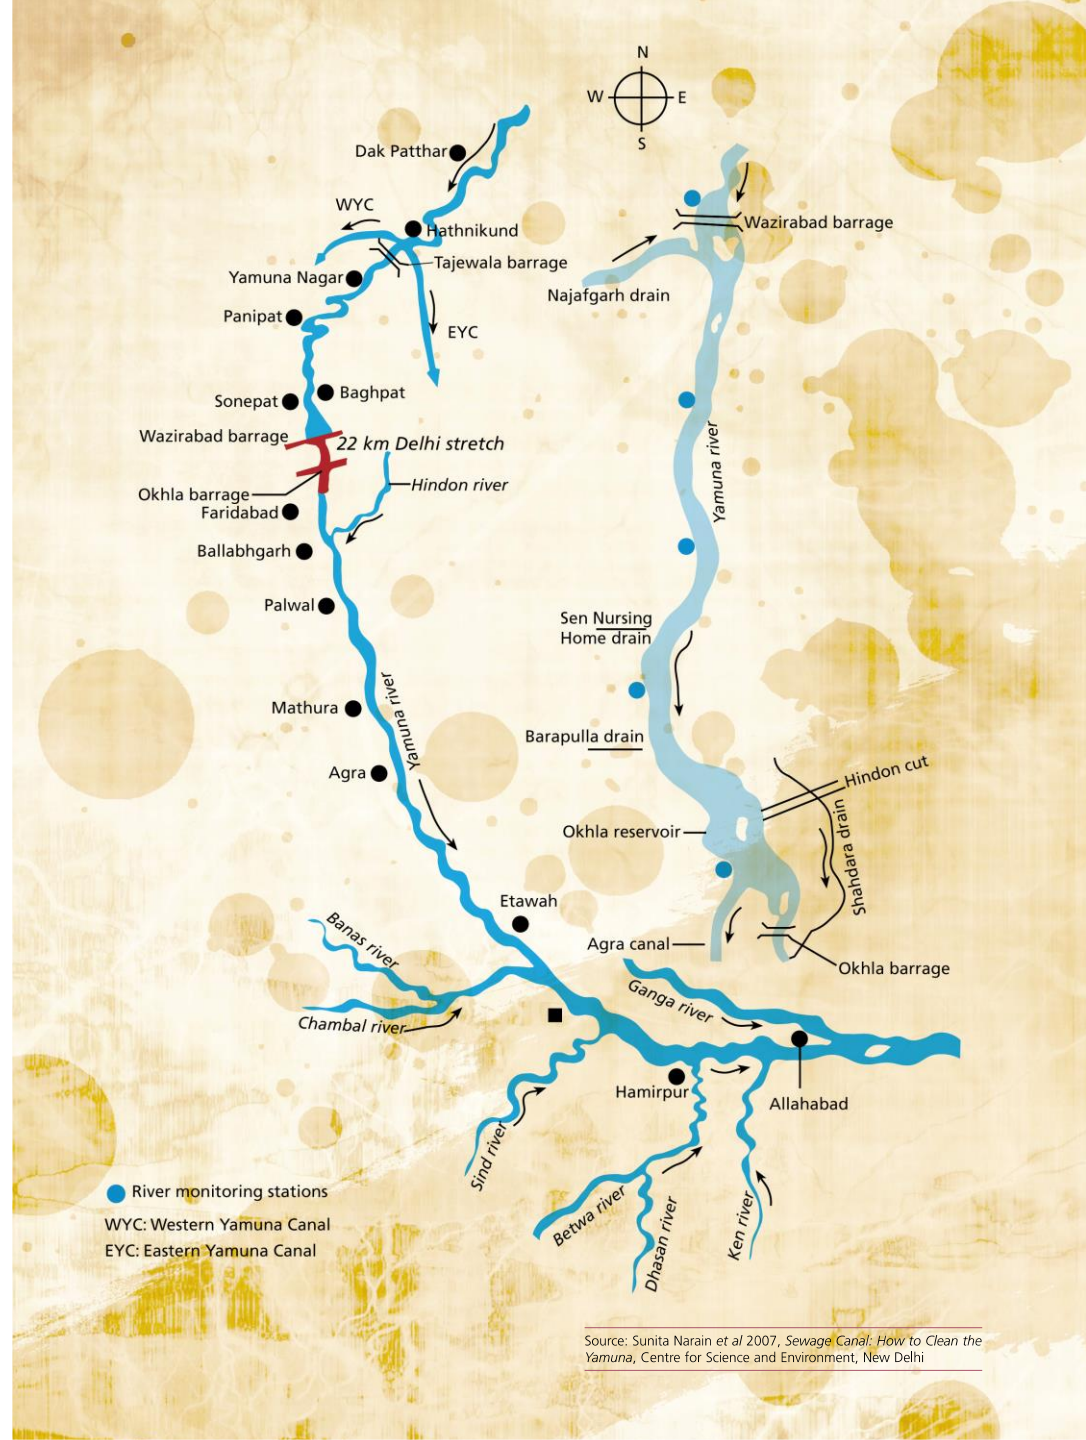 N
W
E
S
Dak Patthar
WYC
Hathnikund
Tajewala barrage
Yamuna Nagar
Panipat
EYC
Baghpat
Sonepat
Wazirabad barrage
22 km Delhi stretch
Hindon river
Okhla barrage
Faridabad
Ballabhgarh
Palwal
Mathura
Yamuna river
Agra
Etawah
Banas river
Chambal river
Sind river
Hamirpur
Betwa river
Dhasan river
Ken river
Ganga river
Allahabad
Wazirabad barrage
Najafgarh drain
Yamuna river
Sen Nursing
Home drain
Barapulla drain
Hindon cut
Okhla reservoir
Shahdara drain
Agra canal
Okhla barrage
River monitoring stations
WYC: Western Yamuna Canal
EYC: Eastern Yamuna Canal
Source: Sunita Narain et al 2007, Sewage Canal: How to Clean the
Yamuna, Centre for Science and Environment, New Delhi